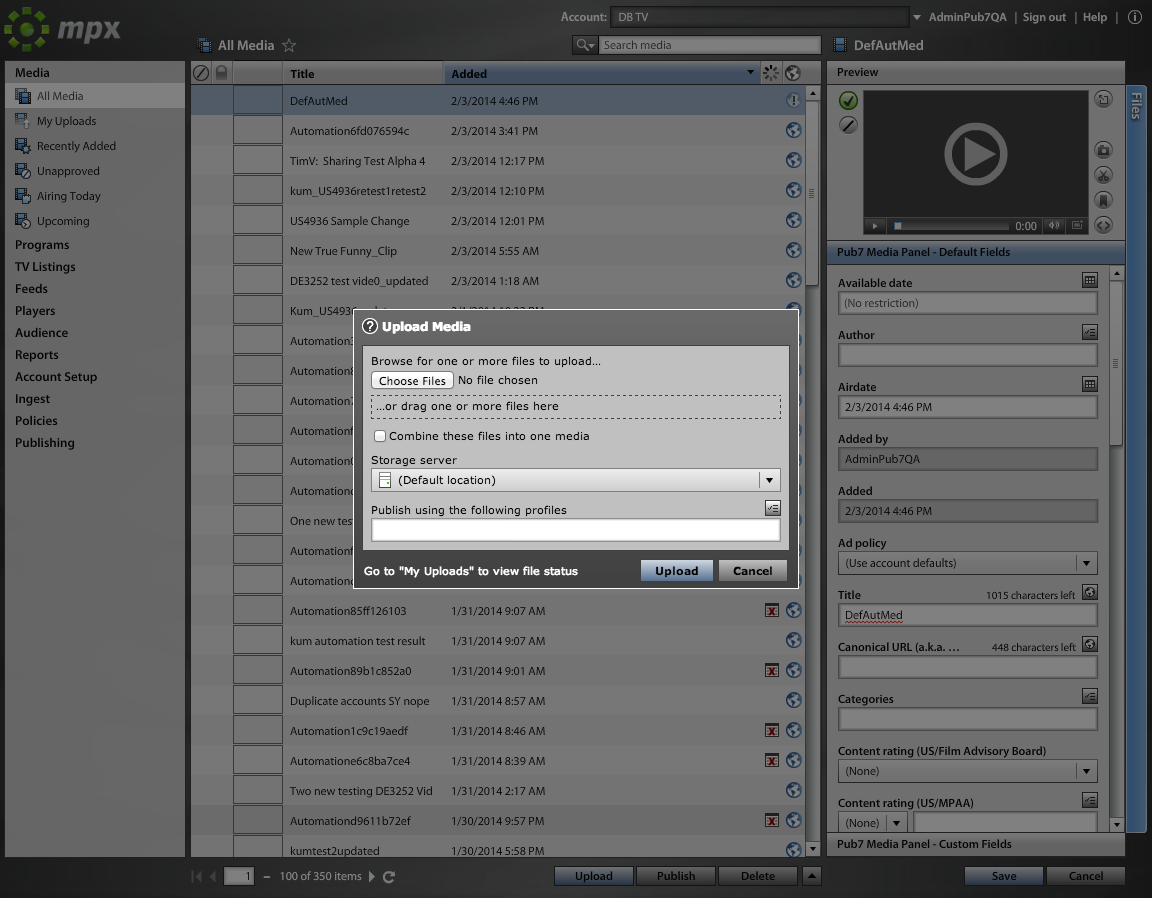 mpx
Account: DB TV AdminPub7QA | Sign out | Help |
All Media
Search media
DefAutMed
Media
All Media
My Uploads
Recently Added
Unapproved
Airing Today
Upcoming
Programs
TV Listings
Feeds
Players
Audience
Reports
Account Setup
Ingest
Policies
Publishing
Title Added
DefAutMed 2/3/2014 4:46 PM
Automation6fd076594c 2/3/2014 3:41 PM
TimV: Sharing Test Alpha 4 2/3/2014 12:17 PM
kum_US4936retest1retest2 2/3/2014 12:10 PM
US4936 Sample Change 2/3/2014 12:01 PM
New True Funny_Clip 2/3/2014 5:55 AM
DE3252 test vide0_updated 2/3/2014 1:18 AM
Kum_US493
Automation
Automation
Automation
Automation
Automation
Automation
One new tes
Automation
Automation
Automation85ff126103 1/31/2014 9:07 AM
kum automation test result 1/31/2014 9:07 AM
Automation89b1c852a0 1/31/2014 9:01 AM
Duplicate accounts SY nope 1/31/2014 8:57 AM
Automation1c9c19aedf 1/31/2014 8:46 AM
Automatione6c8ba7ce4 1/31/2014 8:39 AM
Two new testing DE3252 Vid 1/31/2014 2:17 AM
Automationd9611b72ef 1/30/2014 9:57 PM
kumtest2updated 1/30/2014 5:58 PM
1 – 100 of 350 items
Upload Publish Delete
Upload Media
Browse for one or more files to upload...
Choose Files No file chosen
...or drag one or more files here
Combine these files into one media
Storage server
(Default location)
Publish using the following profiles
Go to "My Uploads" to view file status
Upload Cancel
Preview
0:00
Files
Pub7 Media Panel - Default Fields
Available date
(No restriction)
Author
Airdate
2/3/2014 4:46 PM
Added by
AdminPub7QA
Added
2/3/2014 4:46 PM
Ad policy
(Use account defaults)
Title 1015 characters left
DefAutMed
Canonical URL (a.k.a. ... 448 characters left
Categories
Content rating (US/Film Advisory Board)
(None)
Content rating (US/MPAA)
(None)
Pub7 Media Panel - Custom Fields
Save Cancel